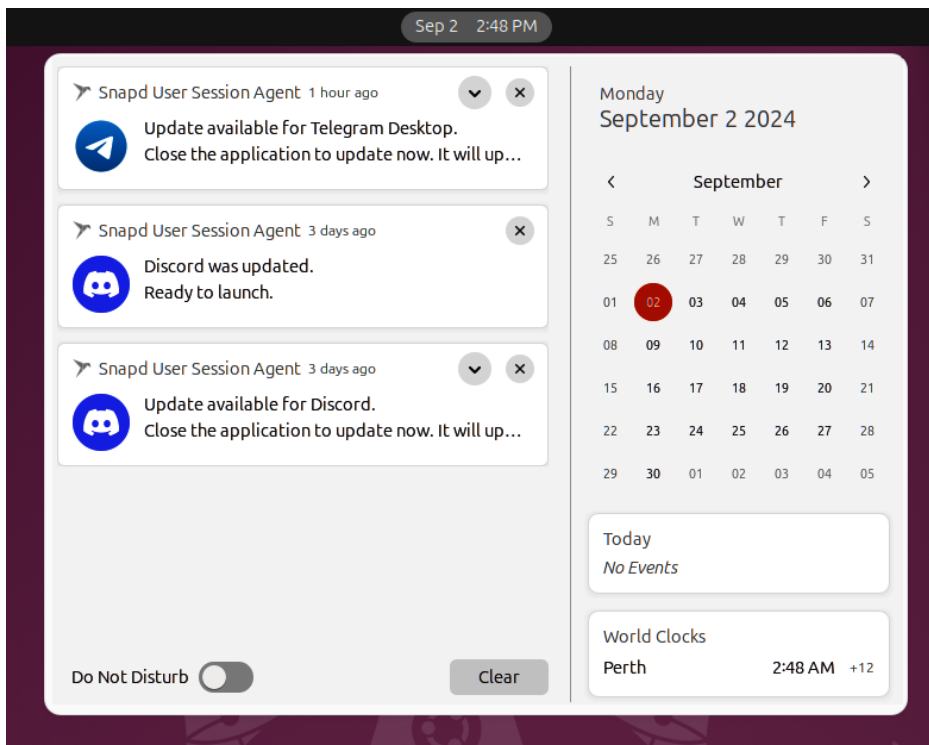 Sep 2 2:48 PM
Snapd User Session Agent 1 hour ago
Update available for Telegram Desktop.
Close the application to update now. It will up…
Snapd User Session Agent 3 days ago
Discord was updated.
Ready to launch.
Snapd User Session Agent 3 days ago
Update available for Discord.
Close the application to update now. It will up…
Do Not Disturb
Clear
Monday
September 2 2024
September
S M T W T F S
25 26 27 28 29 30 31
01 02 03 04 05 06 07
08 09 10 11 12 13 14
15 16 17 18 19 20 21
22 23 24 25 26 27 28
29 30 01 02 03 04 05
Today
No Events
World Clocks
Perth 2:48 AM +12